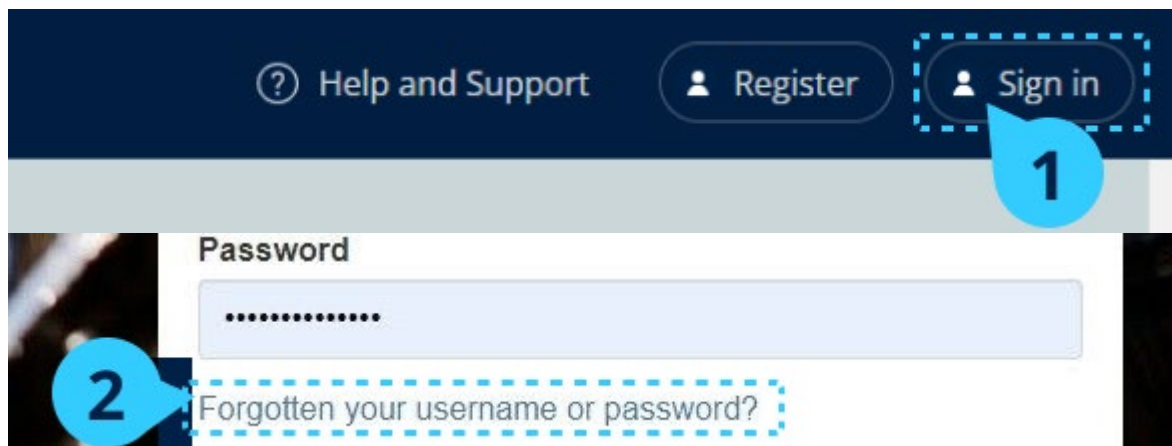 Help and Support Register Sign in
1
Password
••••••••••••••
2 Forgotten your username or password?